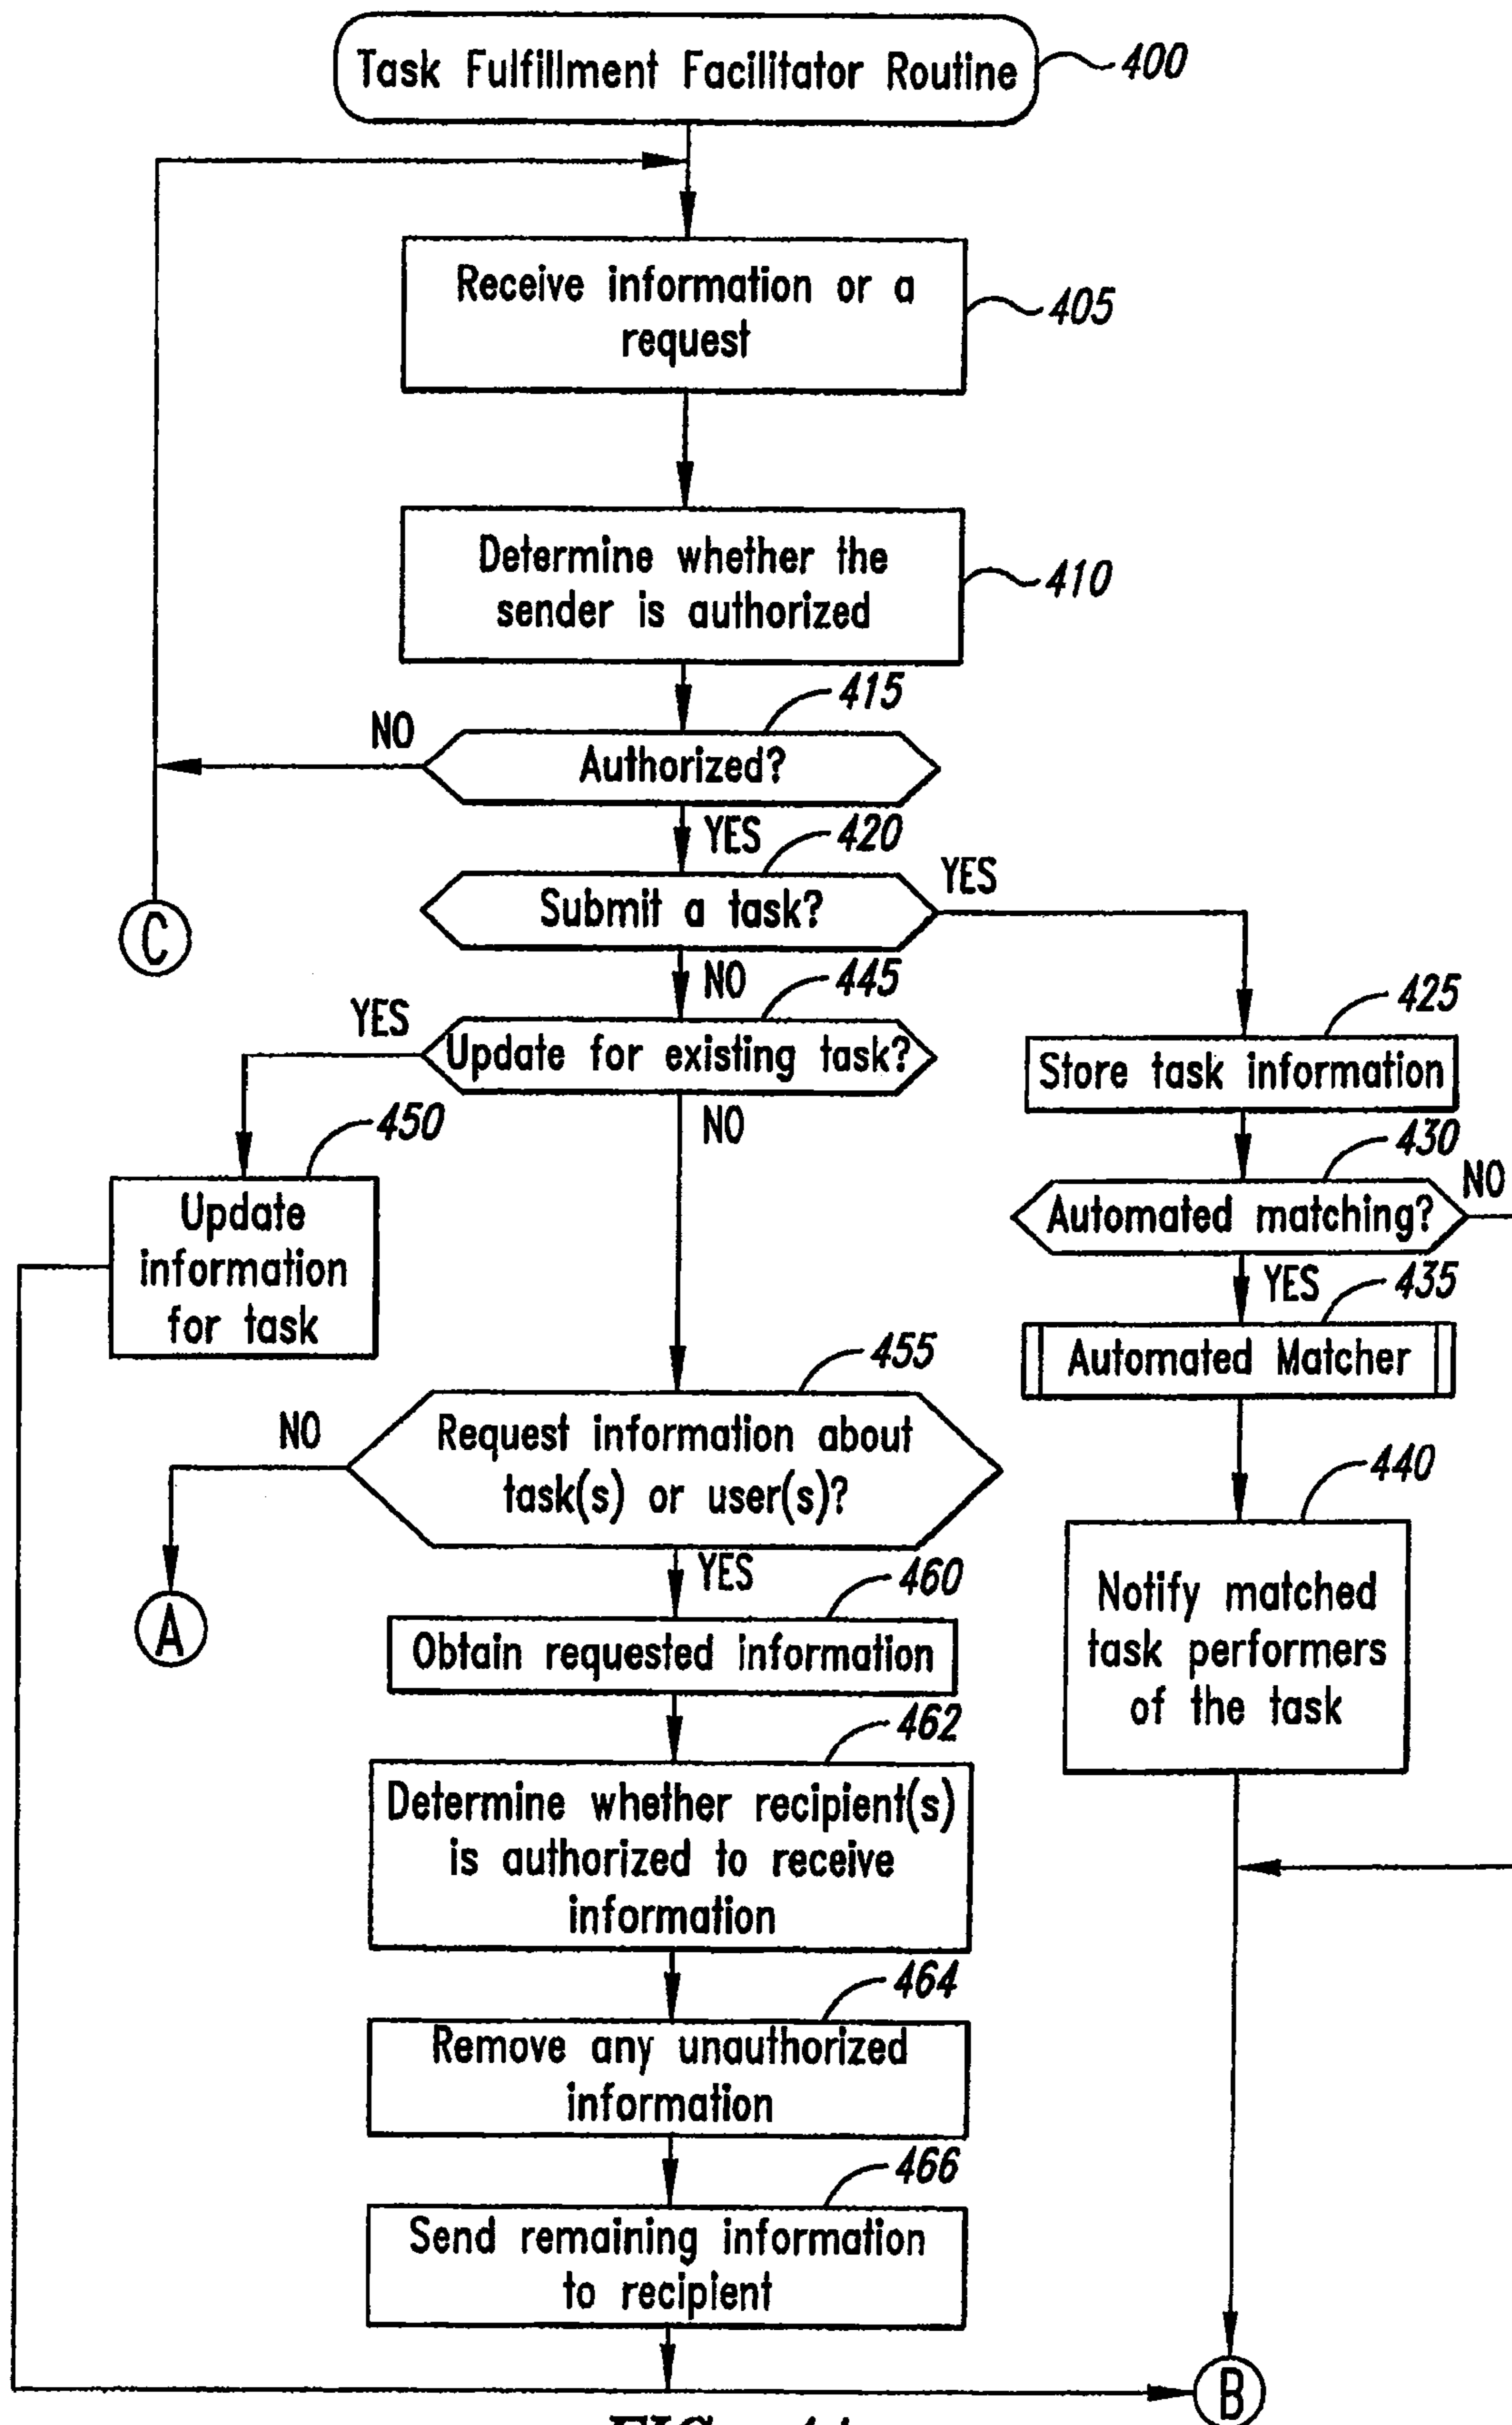 Task Fulfillment Facilitator Routine
400
Receive information or a
request
405
Determine whether the
sender is authorized
410
415
NO
Authorized?
YES
420
Submit a task?
YES
C
NO
445
YES
Update for existing task?
NO
425
Store task information
430
Automated matching?
NO
YES
435
Automated Matcher
440
Notify matched
task performers
of the task
450
Update
information
for task
455
NO
Request information about
task(s) or user(s)?
YES
A
460
Obtain requested information
462
Determine whether recipient(s)
is authorized to receive
information
464
Remove any unauthorized
information
466
Send remaining information
to recipient
B